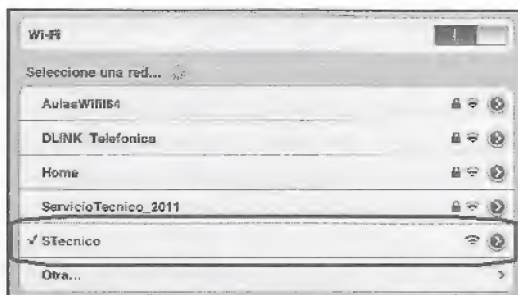 Wi-Fi
Seleccione una red...
AulasWifi64
DLINK_Telefonica
Home
ServicioTecnico_2011
✓ STecnico
Otra...